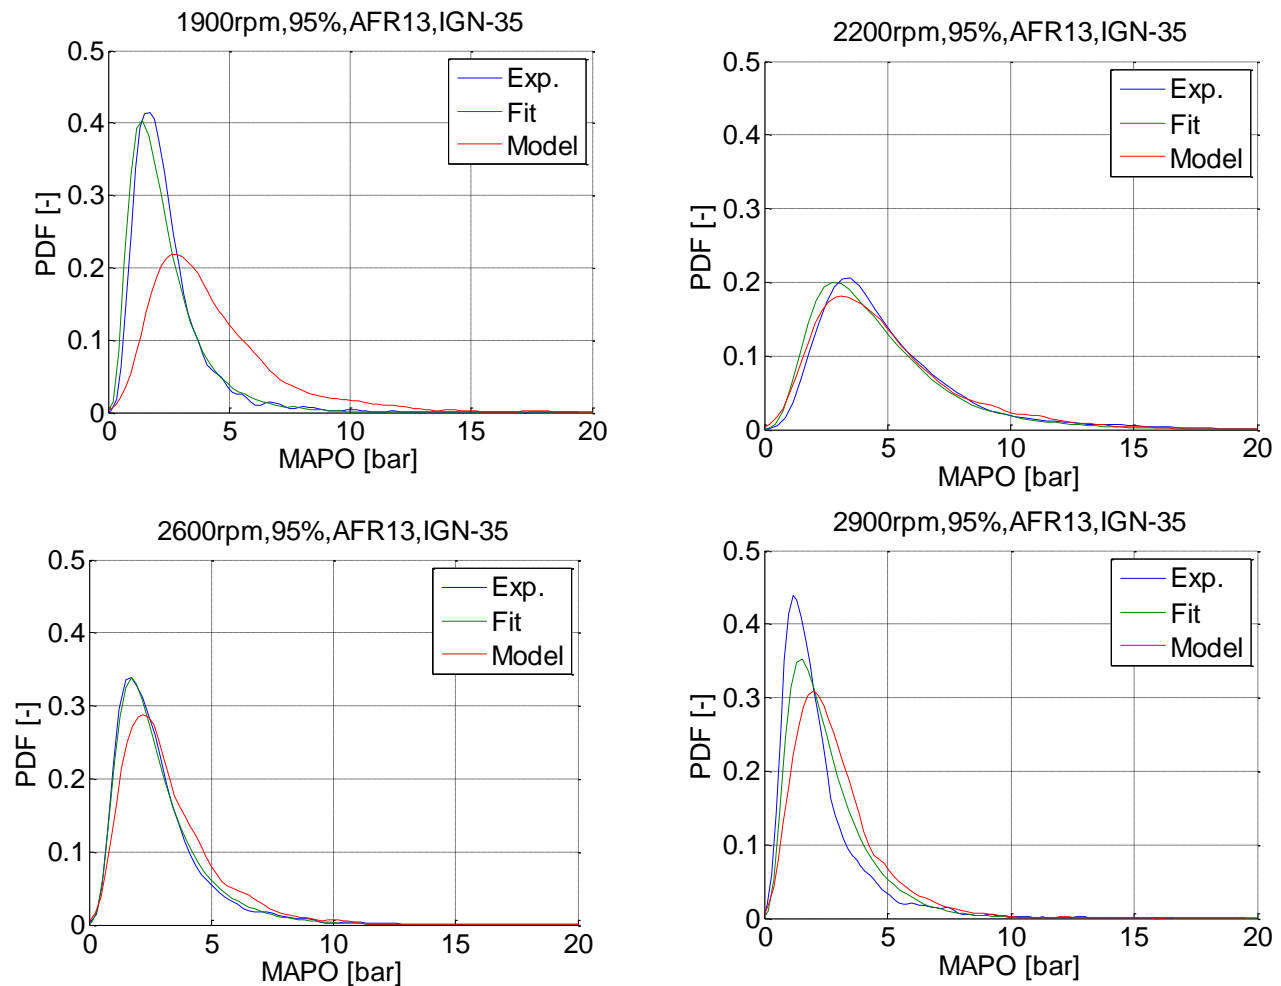 1900rpm,95%,AFR13,IGN-35
0.5
0.4
0.3
0.2
0.1
0
PDF [-]
Exp.
Fit
Model
0 5 10 15 20
MAPO [bar]
2200rpm,95%,AFR13,IGN-35
0.5
0.4
0.3
0.2
0.1
0
PDF [-]
Exp.
Fit
Model
0 5 10 15 20
MAPO [bar]
2600rpm,95%,AFR13,IGN-35
0.5
0.4
0.3
0.2
0.1
0
PDF [-]
Exp.
Fit
Model
0 5 10 15 20
MAPO [bar]
2900rpm,95%,AFR13,IGN-35
0.5
0.4
0.3
0.2
0.1
0
PDF [-]
Exp.
Fit
Model
0 5 10 15 20
MAPO [bar]